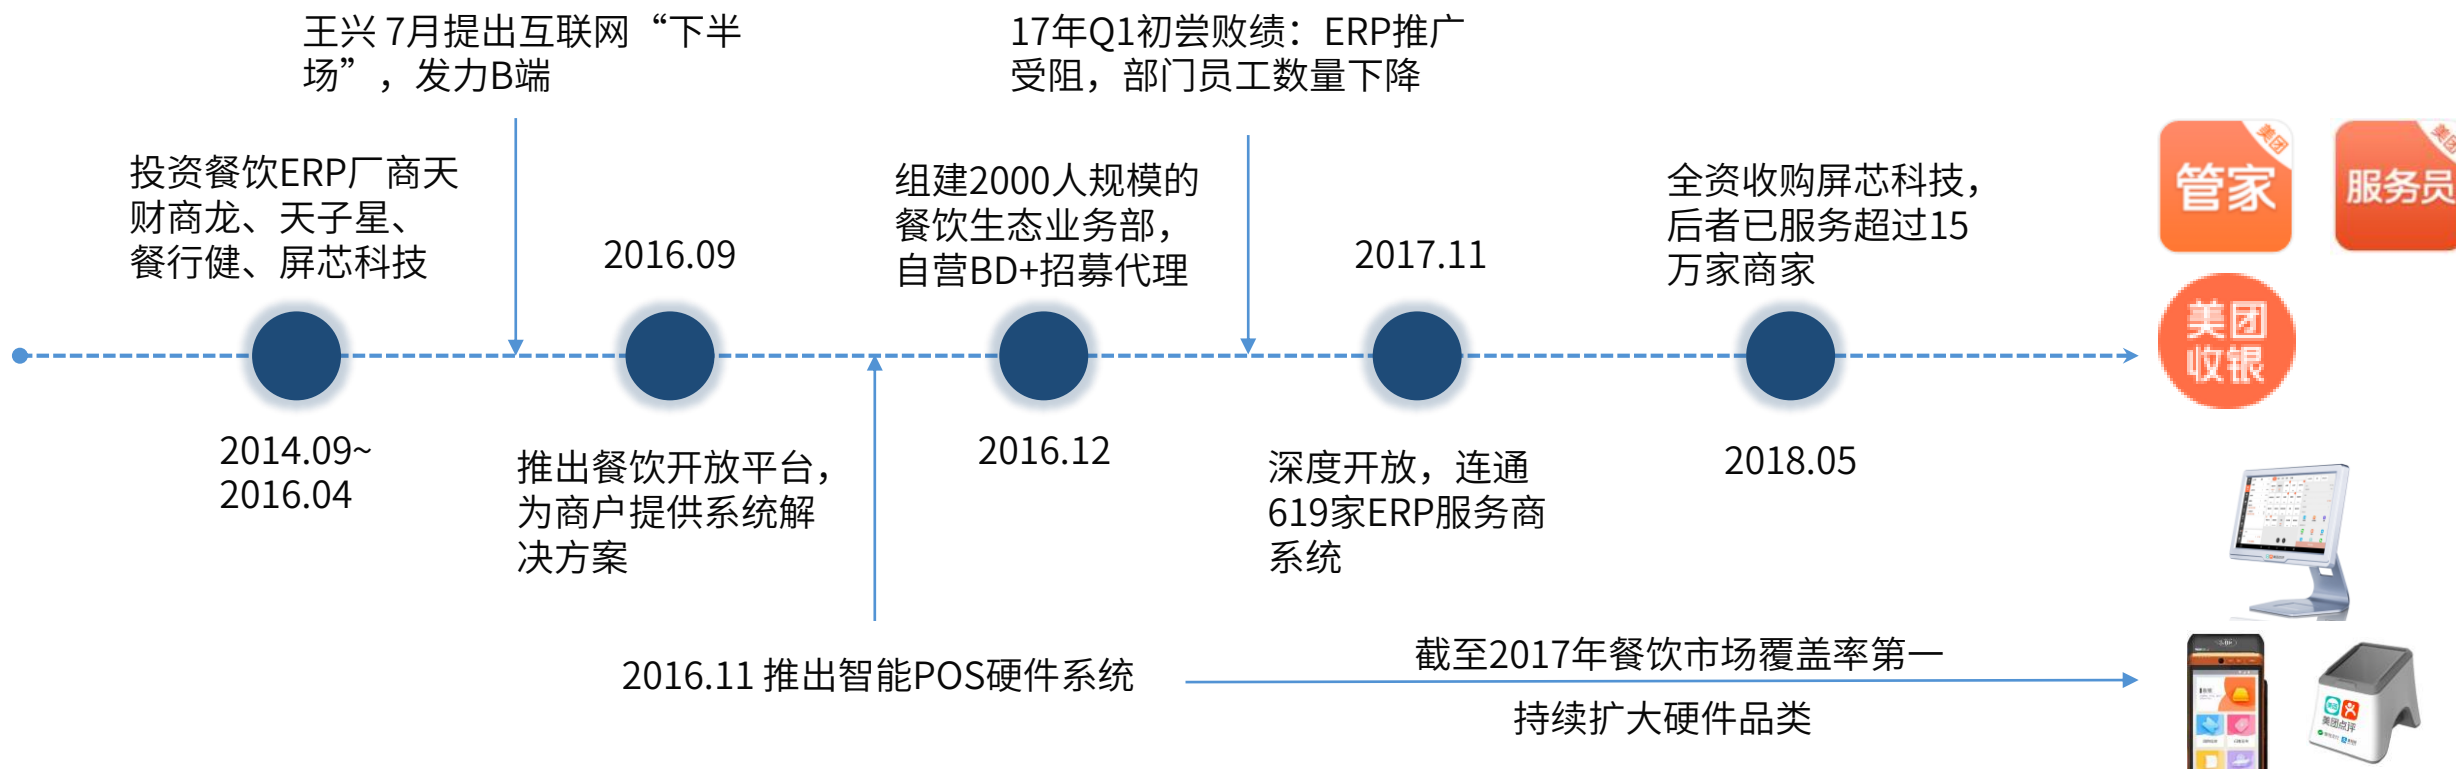 王兴 7月提出互联网“下半
场”，发力B端
17年Q1初尝败绩：ERP推广
受阻，部门员工数量下降
投资餐饮ERP厂商天
财商龙、天子星、
餐行健、屏芯科技
2016.09
组建2000人规模的
餐饮生态业务部，
自营BD+招募代理
2017.11
全资收购屏芯科技，
后者已服务超过15
万家商家
美团
管家
美团
服务员
美团
收银
2014.09~
2016.04
推出餐饮开放平台，
为商户提供系统解
决方案
2016.12
深度开放，连通
619家ERP服务商
系统
2018.05
2016.11 推出智能POS硬件系统
截至2017年餐饮市场覆盖率第一
持续扩大硬件品类
美团点评